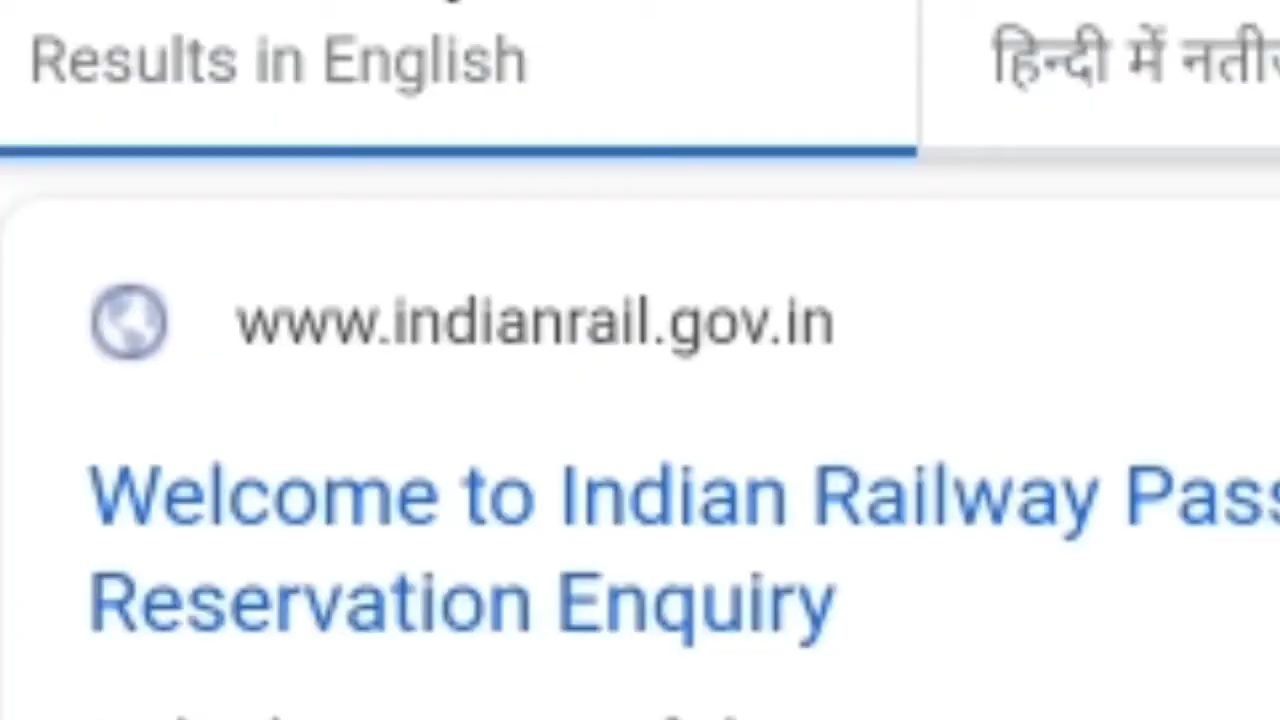 Results in English
हिन्दी में
www.indianrail.gov.in
Welcome to Indian Railway
Reservation Enquiry